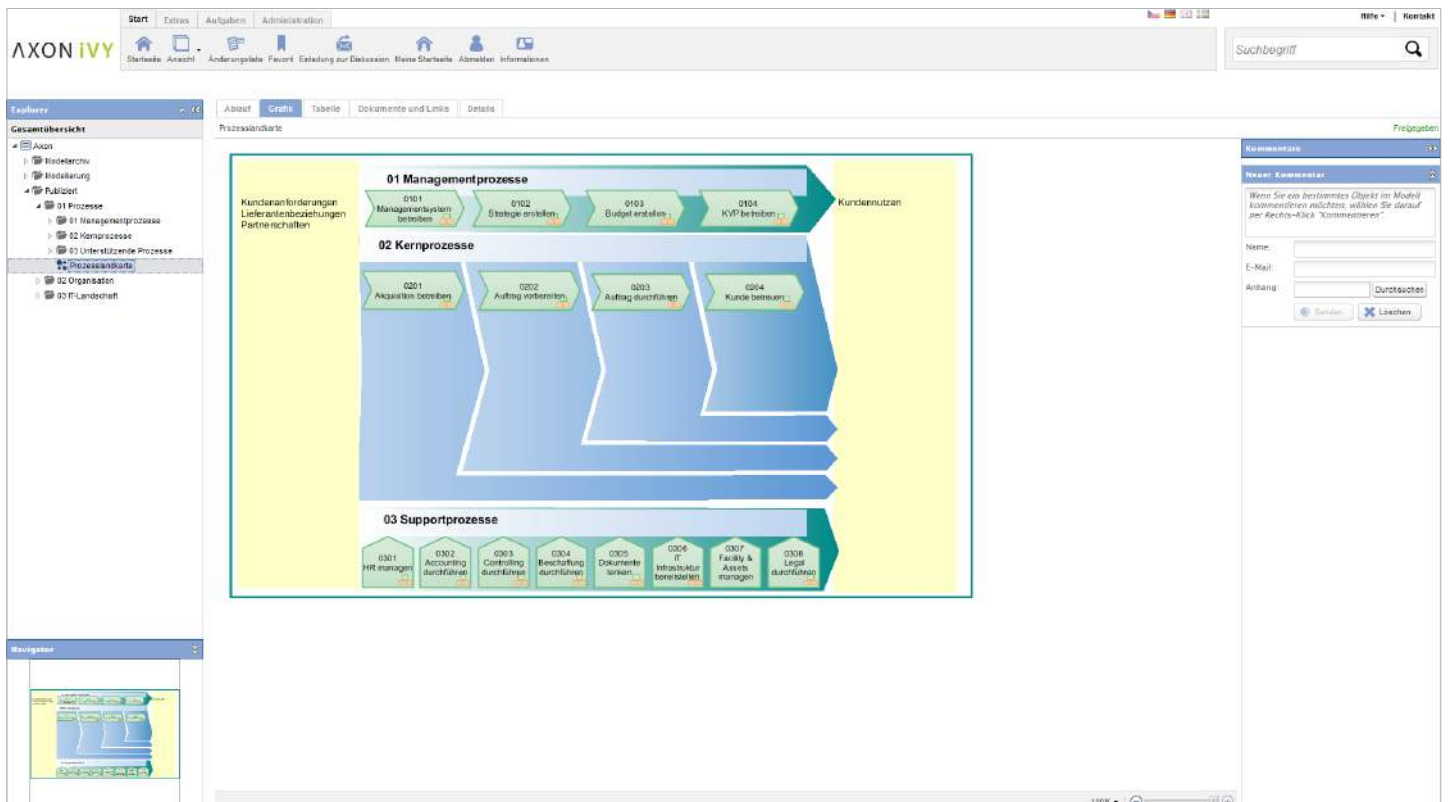 Start Extras Aufgaben Administration
Hilfe Kontakt
AXON iVY
Startseite Ansicht Änderungsliste Favorit Einladung zur Diskussion Meine Startseite Abmelden Informationen
Suchbegriff
Explorer
Ablauf Grafik Tabelle Dokumente und Links Details
Gesamtübersicht
Prozesslandkarte
Freigegeben
Axon
Modellarchiv
Modellierung
Publiziert
01 Prozesse
01 Managementprozesse
02 Kernprozesse
03 Unterstützende Prozesse
Prozesslandkarte
02 Organisation
03 IT-Landschaft
Kundenanforderungen
Lieferantenbeziehungen
Partnerschaften
01 Managementprozesse
0101
Managementsystem
betreiben
0102
Strategie erstellen
0103
Budget erstellen
0104
KVP betreiben
Kundennutzen
02 Kernprozesse
0201
Akquisition betreiben
0202
Auftrag vorbereiten
0203
Auftrag durchführen
0204
Kunde betreuen
03 Supportprozesse
0301
HR managen
0302
Accounting
durchführen
0303
Controlling
durchführen
0304
Beschaffung
durchführen
0305
Dokumente
lenken
0306
IT
Infrastruktur
bereitstellen
0307
Facility &
Assets
managen
0308
Legal
durchführen
Kommentare
Neuer Kommentar
Wenn Sie ein bestimmtes Objekt im Modell
kommentieren möchten, wählen Sie darauf
per Rechts-Klick "Kommentieren".
Name:
E-Mail:
Anhang:
Durchsuchen
Senden Löschen
Navigator
100%